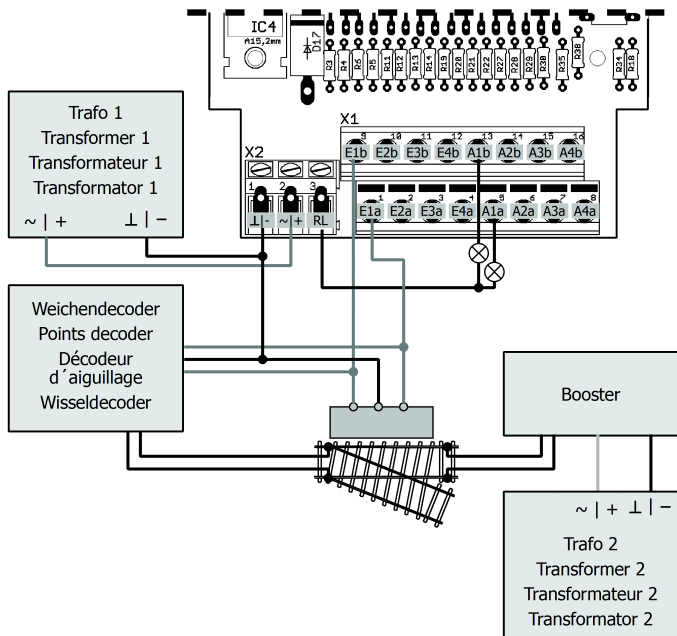 IC4
A15,2mm
D17
R3 R4 R6 R5 R11 R12 R13 R14 R19 R20 R21 R22 R27 R28 R29 R30 R35 R38 R34 R18
X1
9 10 11 12 13 14 15 16
E1b E2b E3b E4b A1b A2b A3b A4b
X2
1 2 3
⊥|- ~|+ RL
1 2 3 4 5 6 7 8
E1a E2a E3a E4a A1a A2a A3a A4a
Trafo 1
Transformer 1
Transformateur 1
Transformator 1
~ | + ⊥ | −
Weichendecoder
Points decoder
Décodeur
d´aiguillage
Wisseldecoder
Booster
~ | + ⊥ | −
Trafo 2
Transformer 2
Transformateur 2
Transformator 2